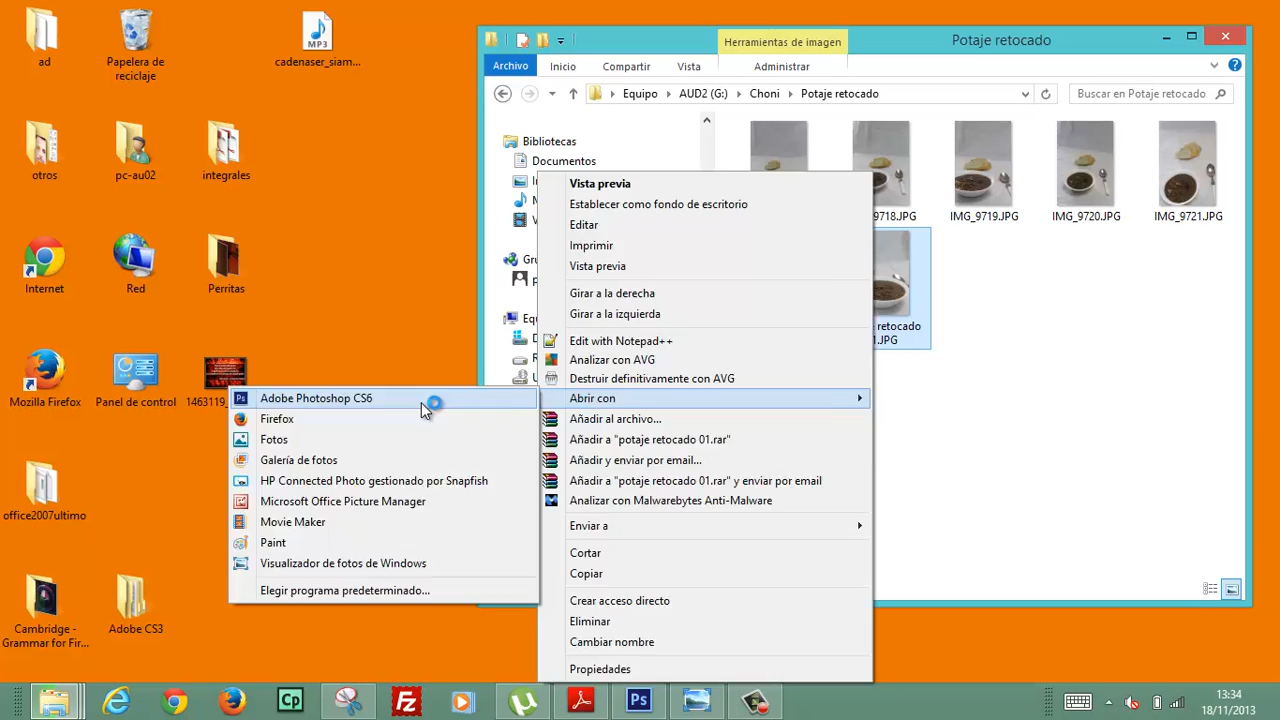 ad
Papelera de
reciclaje
MP3
cadenaser_siam...
otros
pc-au02
integrales
Internet
Red
Perritas
Mozilla Firefox
Panel de control
1463119_
office2007ultimo
Cambridge -
Grammar for Fir...
Adobe CS3
Herramientas de imagen
Potaje retocado
Archivo
Inicio
Compartir
Vista
Administrar
Equipo
AUD2 (G:)
Choni
Potaje retocado
Buscar en Potaje retocado
Bibliotecas
Documentos
9718.JPG
IMG_9719.JPG
IMG_9720.JPG
IMG_9721.JPG
retocado
1.JPG
Vista previa
Establecer como fondo de escritorio
Editar
Imprimir
Vista previa
Girar a la derecha
Girar a la izquierda
Edit with Notepad++
Analizar con AVG
Destruir definitivamente con AVG
Abrir con
Añadir al archivo...
Añadir a "potaje retocado 01.rar"
Añadir y enviar por email...
Añadir a "potaje retocado 01.rar" y enviar por email
Analizar con Malwarebytes Anti-Malware
Enviar a
Cortar
Copiar
Crear acceso directo
Eliminar
Cambiar nombre
Propiedades
Ps Adobe Photoshop CS6
Firefox
Fotos
Galería de fotos
HP Connected Photo gestionado por Snapfish
Microsoft Office Picture Manager
Movie Maker
Paint
Visualizador de fotos de Windows
Elegir programa predeterminado...
Cp
Fz
Ps
13:34
18/11/2013